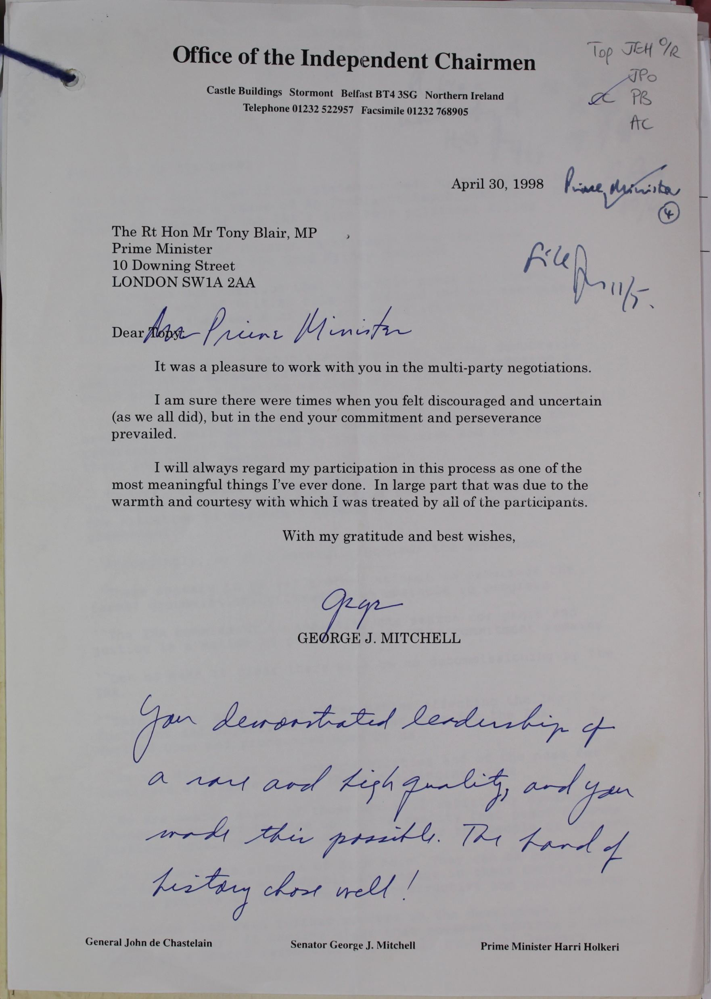 Office of the Independent Chairmen
Castle Buildings Stormont Belfast BT4 3SG Northern Ireland
Telephone 01232 522957 Facsimile 01232 768905
Top JEH O/R
JPo
cc PB
AC
April 30, 1998
Prime Minister
4
The Rt Hon Mr Tony Blair, MP
Prime Minister
10 Downing Street
LONDON SW1A 2AA
File
11/5.
Dear Tony:
Prime Minister
It was a pleasure to work with you in the multi-party negotiations.
I am sure there were times when you felt discouraged and uncertain
(as we all did), but in the end your commitment and perseverance
prevailed.
I will always regard my participation in this process as one of the
most meaningful things I've ever done. In large part that was due to the
warmth and courtesy with which I was treated by all of the participants.
With my gratitude and best wishes,
George
GEORGE J. MITCHELL
You demonstrated leadership of
a rare and high quality, and you
made this possible. The hand of
history chose well!
General John de Chastelain Senator George J. Mitchell Prime Minister Harri Holkeri